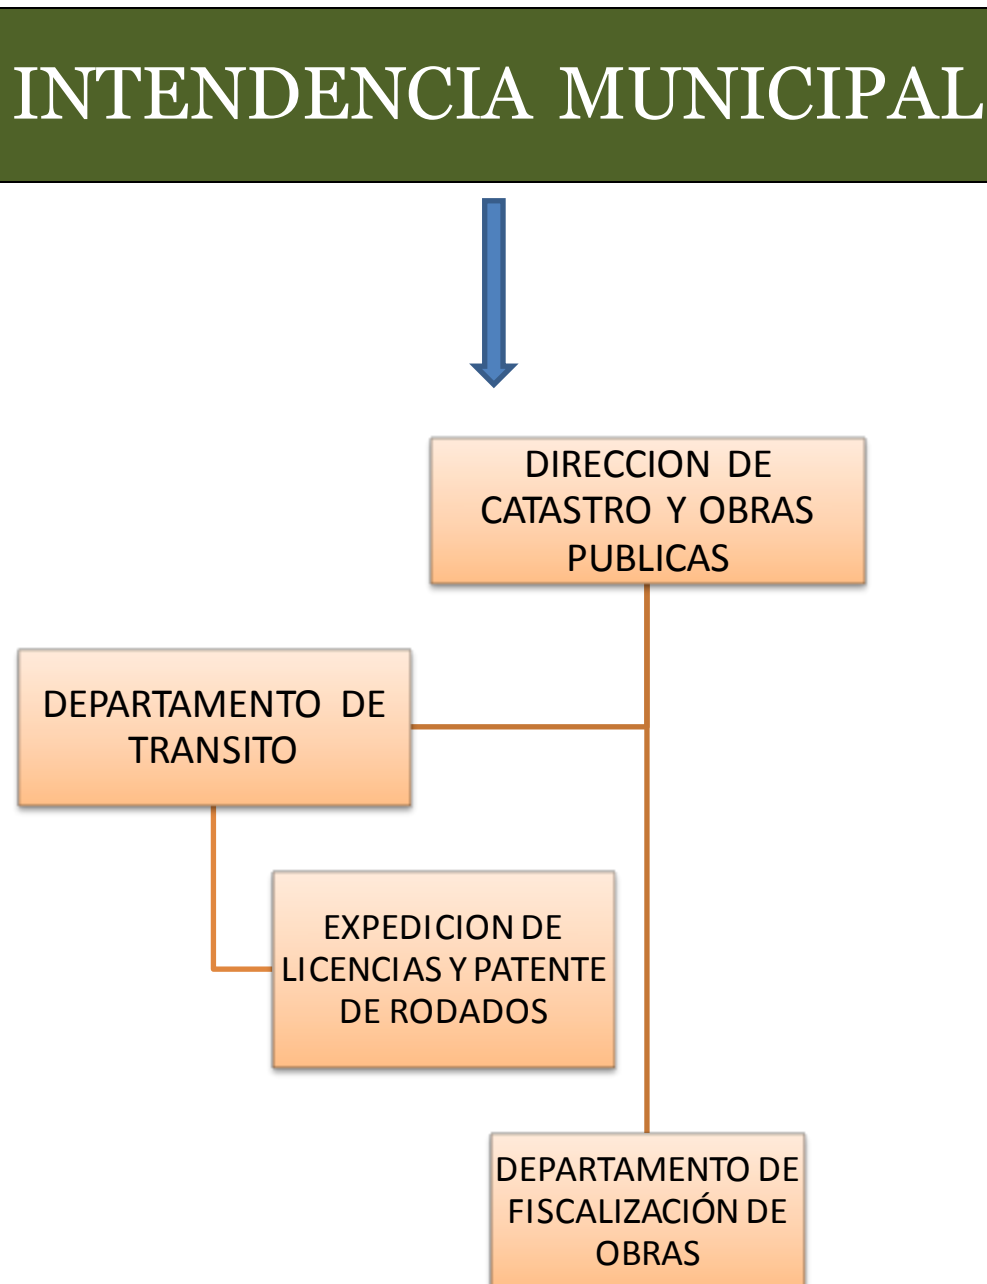 INTENDENCIA MUNICIPAL
DIRECCION DE
CATASTRO Y OBRAS
PUBLICAS
DEPARTAMENTO DE
TRANSITO
EXPEDICION DE
LICENCIAS Y PATENTE
DE RODADOS
DEPARTAMENTO DE
FISCALIZACIÓN DE
OBRAS